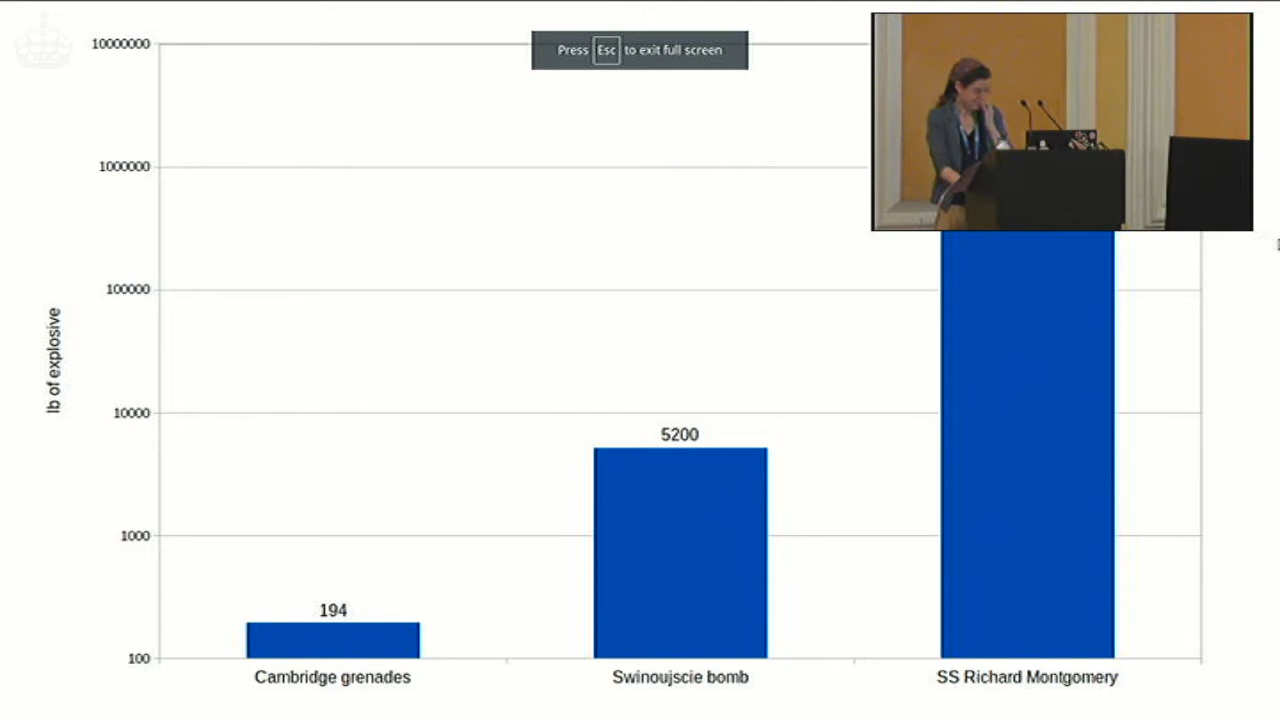 10000000
Press Esc to exit full screen
1000000
100000
10000
1000
100
lb of explosive
194
5200
Cambridge grenades
Swinoujscie bomb
SS Richard Montgomery